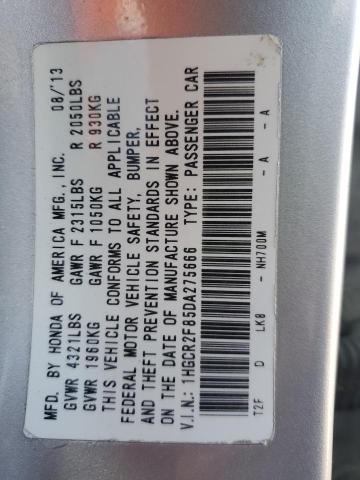 MFD. BY HONDA OF AMERICA MFG., INC. 08/'13
GVWR 4321LBS GAWR F 2315LBS R 2050LBS
GVWR 1960KG GAWR F 1050KG R 930KG
THIS VEHICLE CONFORMS TO ALL APPLICABLE
FEDERAL MOTOR VEHICLE SAFETY, BUMPER,
AND THEFT PREVENTION STANDARDS IN EFFECT
ON THE DATE OF MANUFACTURE SHOWN ABOVE.
V.I.N.: 1HGCR2F85DA275666 TYPE: PASSENGER CAR
T2F D LK8 - NH700M - A - A